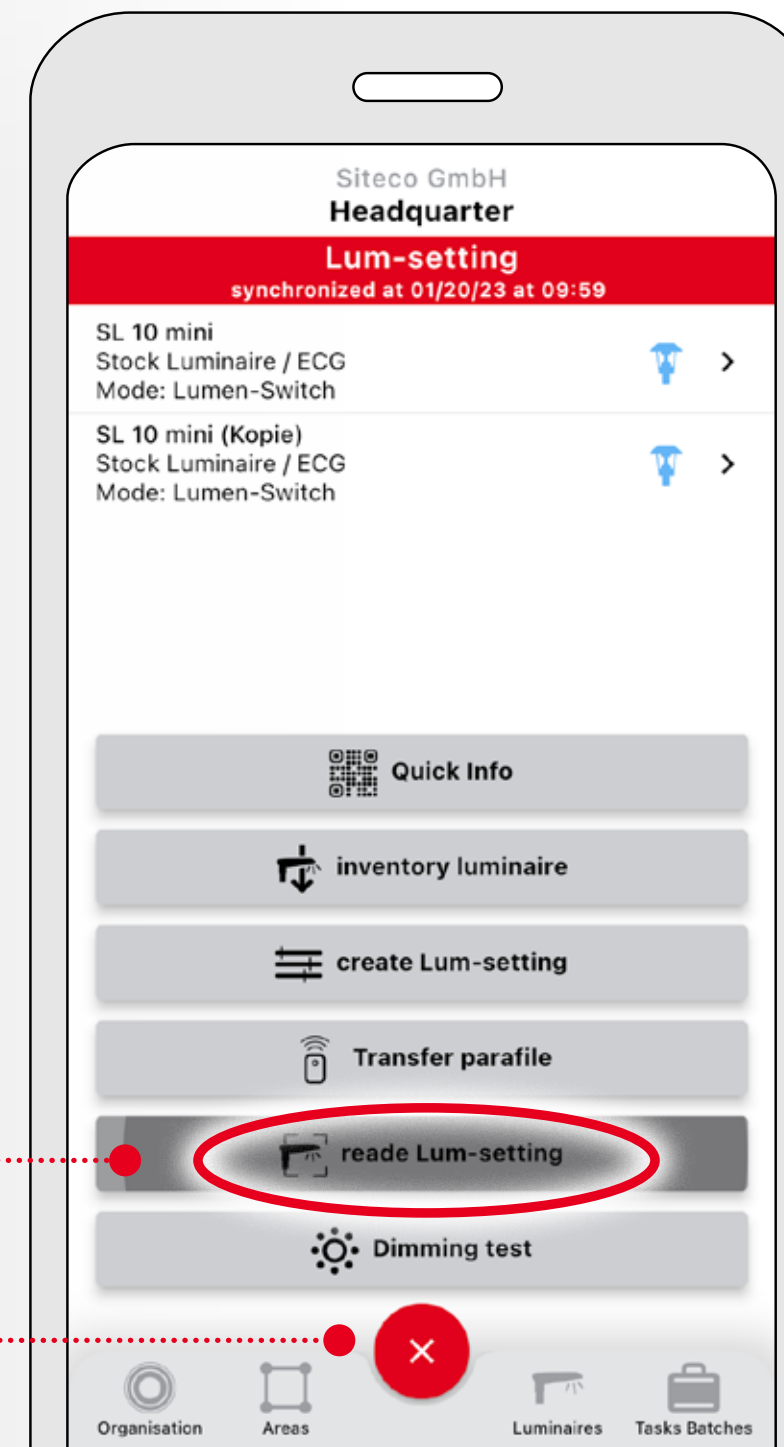 Siteco GmbH
Headquarter
Lum-setting
synchronized at 01/20/23 at 09:59
SL 10 mini
Stock Luminaire / ECG
Mode: Lumen-Switch
SL 10 mini (Kopie)
Stock Luminaire / ECG
Mode: Lumen-Switch
Quick Info
inventory luminaire
create Lum-setting
Transfer parafile
reade Lum-setting
Dimming test
Organisation Areas Luminaires Tasks Batches